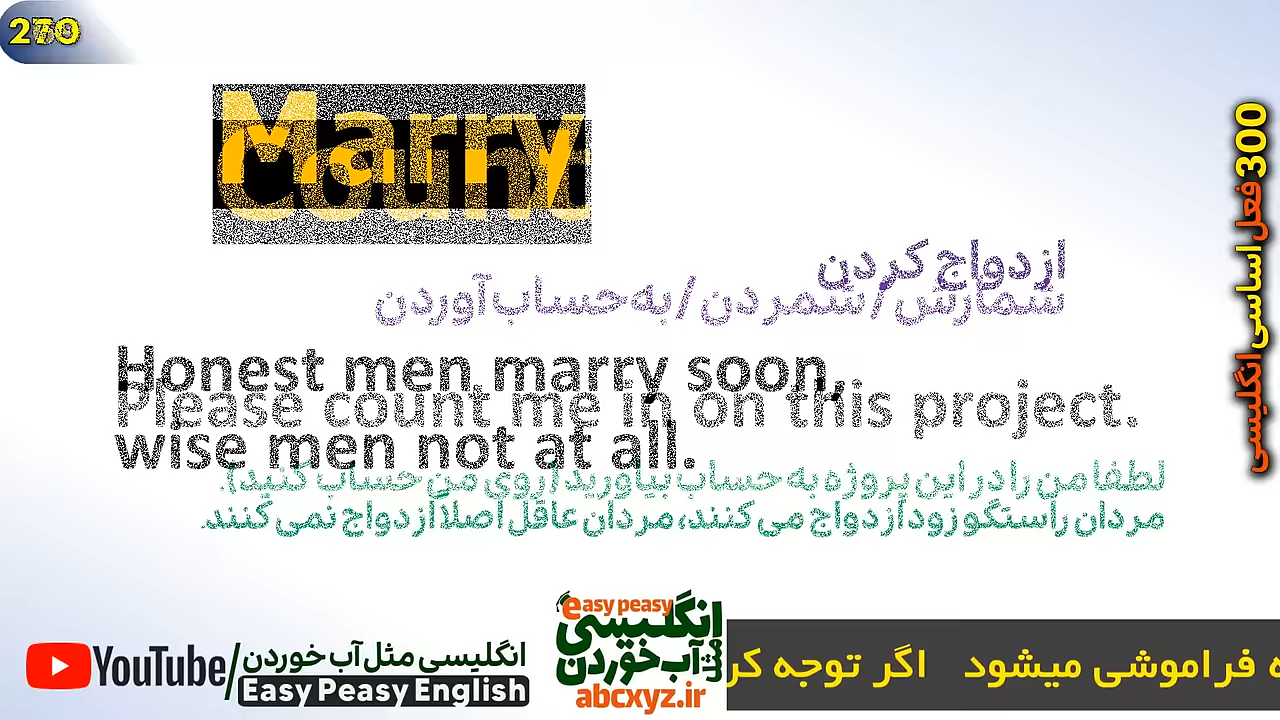 Marry
Count
ازدواج کردن
شمارش / شمردن / به حساب آوردن
Honest men marry soon,
Please count me in on this project.
wise men not at all.
لطفا من را در این پروژه به حساب بیاورید (روی من حساب کنید).
مردان راستگو زود ازدواج می کنند، مردان عاقل اصلا ازدواج نمی کنند.
300 فعل اساسی انگلیسی
YouTube/انگلیسی مثل آب خوردن
Easy Peasy English
easy peasy
انگلیسی مثل آب خوردن
abcxyz.ir
ه فراموشی میشود اگر توجه کر